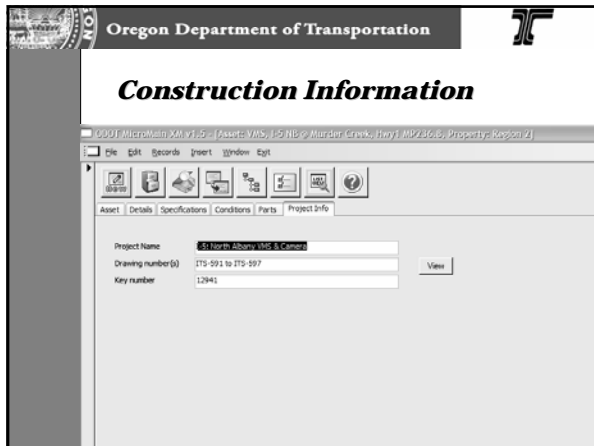 Oregon Department of Transportation
Construction Information
ODOT MicroMain XM v1.5 - [Asset: VMS, I-5 NB @ Murder Creek, Hwy1 MP236.8, Property: Region 2]
File Edit Records Insert Window Exit
Asset Details Specifications Conditions Parts Project Info
Project Name I-5: North Albany VMS & Camera
Drawing number(s) ITS-591 to ITS-597 View
Key number 12941